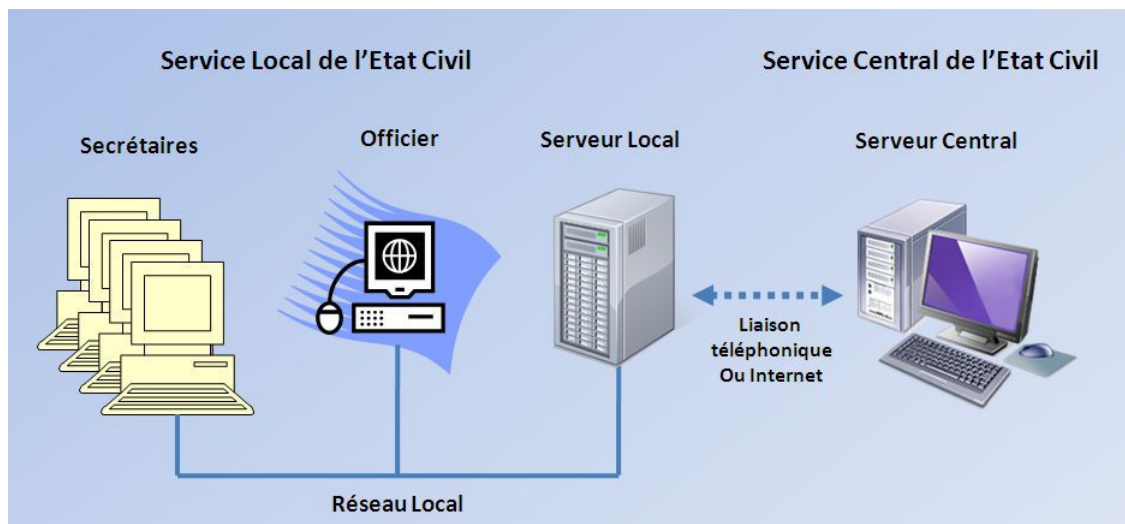 Service Local de l’Etat Civil
Service Central de l’Etat Civil
Secrétaires
Officier
Serveur Local
Serveur Central
Liaison
téléphonique
Ou Internet
Réseau Local